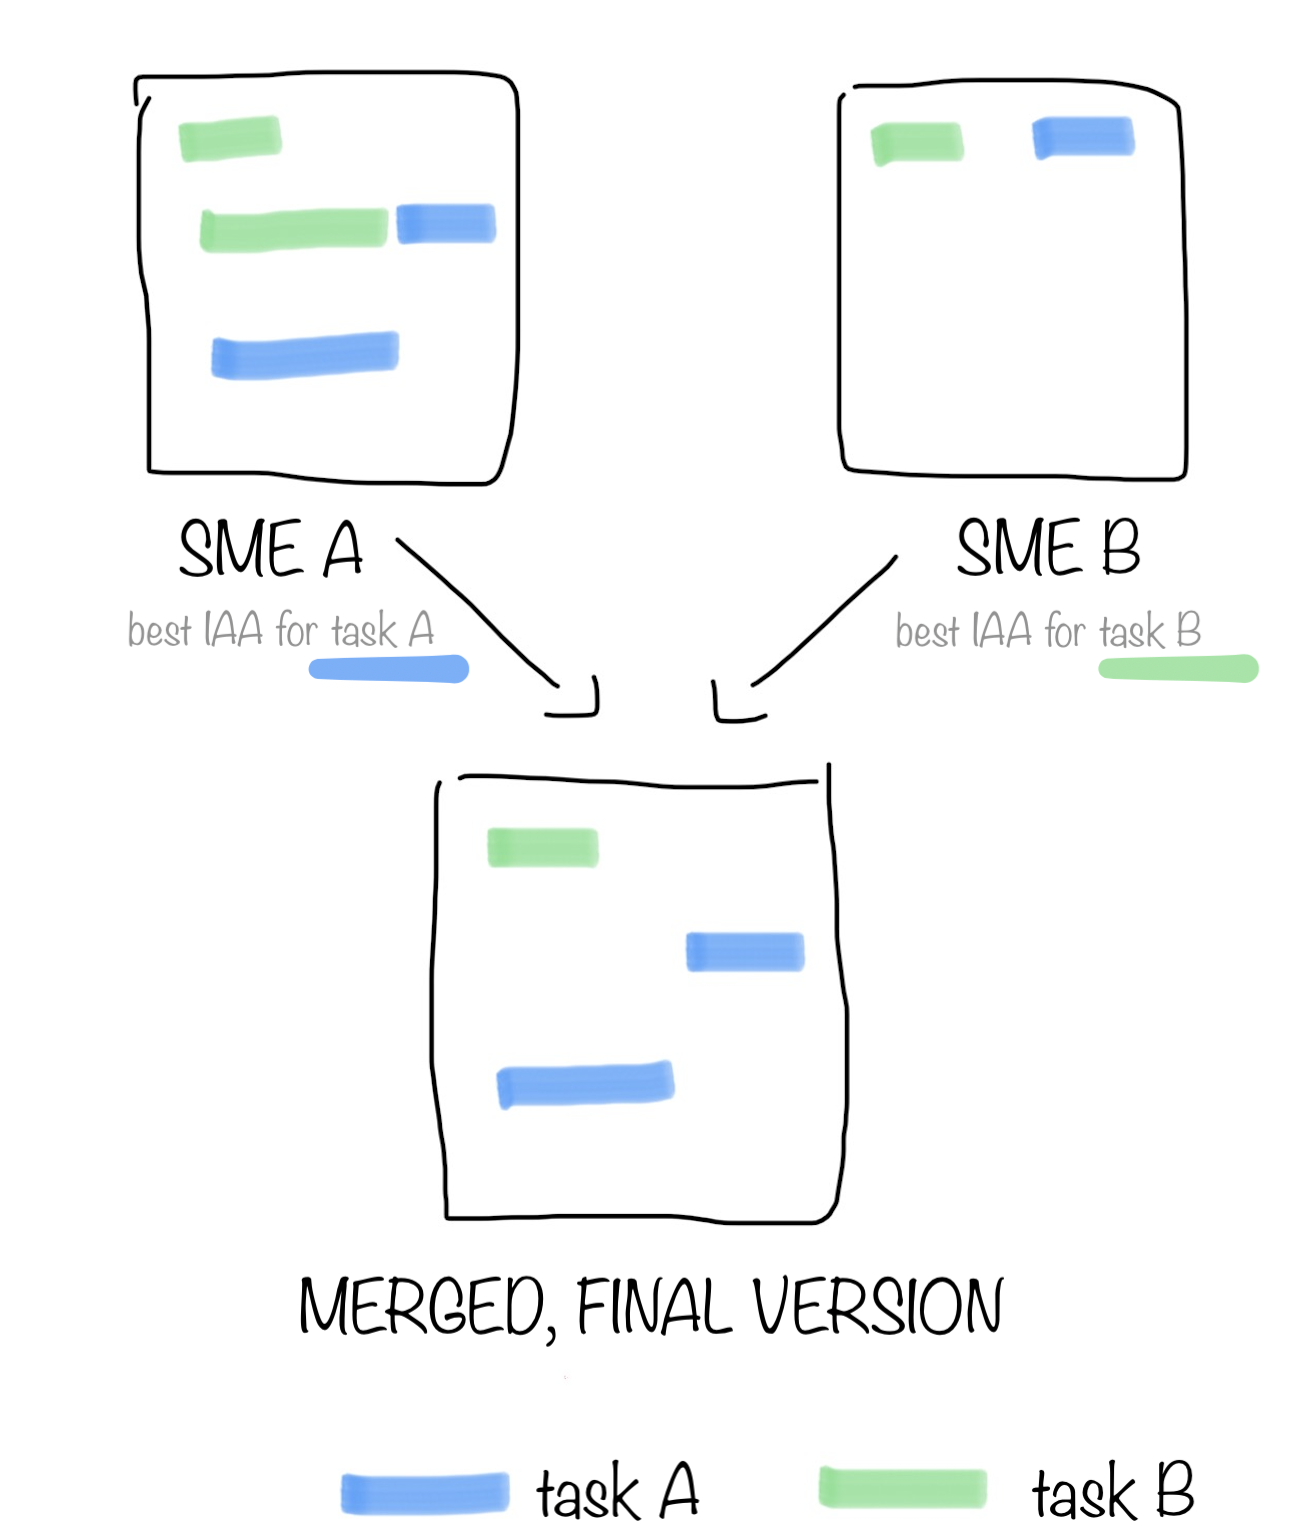 SME A
SME B
best IAA for task A
best IAA for task B
MERGED, FINAL VERSION
task A
task B